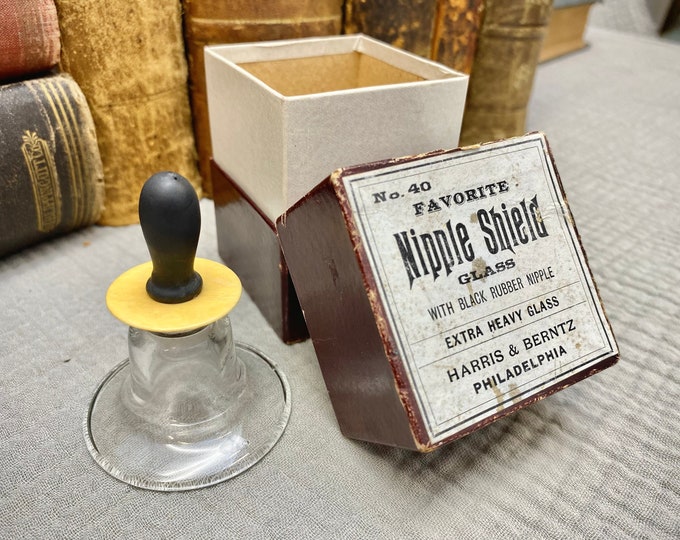 No. 40
FAVORITE
Nipple Shield
GLASS
WITH BLACK RUBBER NIPPLE
EXTRA HEAVY GLASS
HARRIS & BERNTZ
PHILADELPHIA